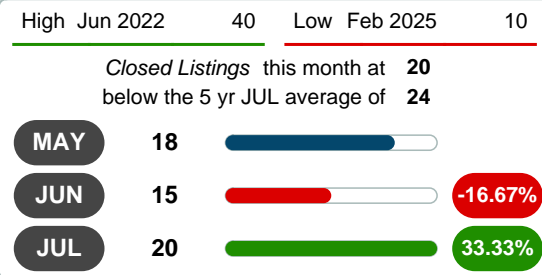 High Jun 2022 40 Low Feb 2025 10
Closed Listings this month at 20
below the 5 yr JUL average of 24
MAY 18
JUN 15 -16.67%
JUL 20 33.33%